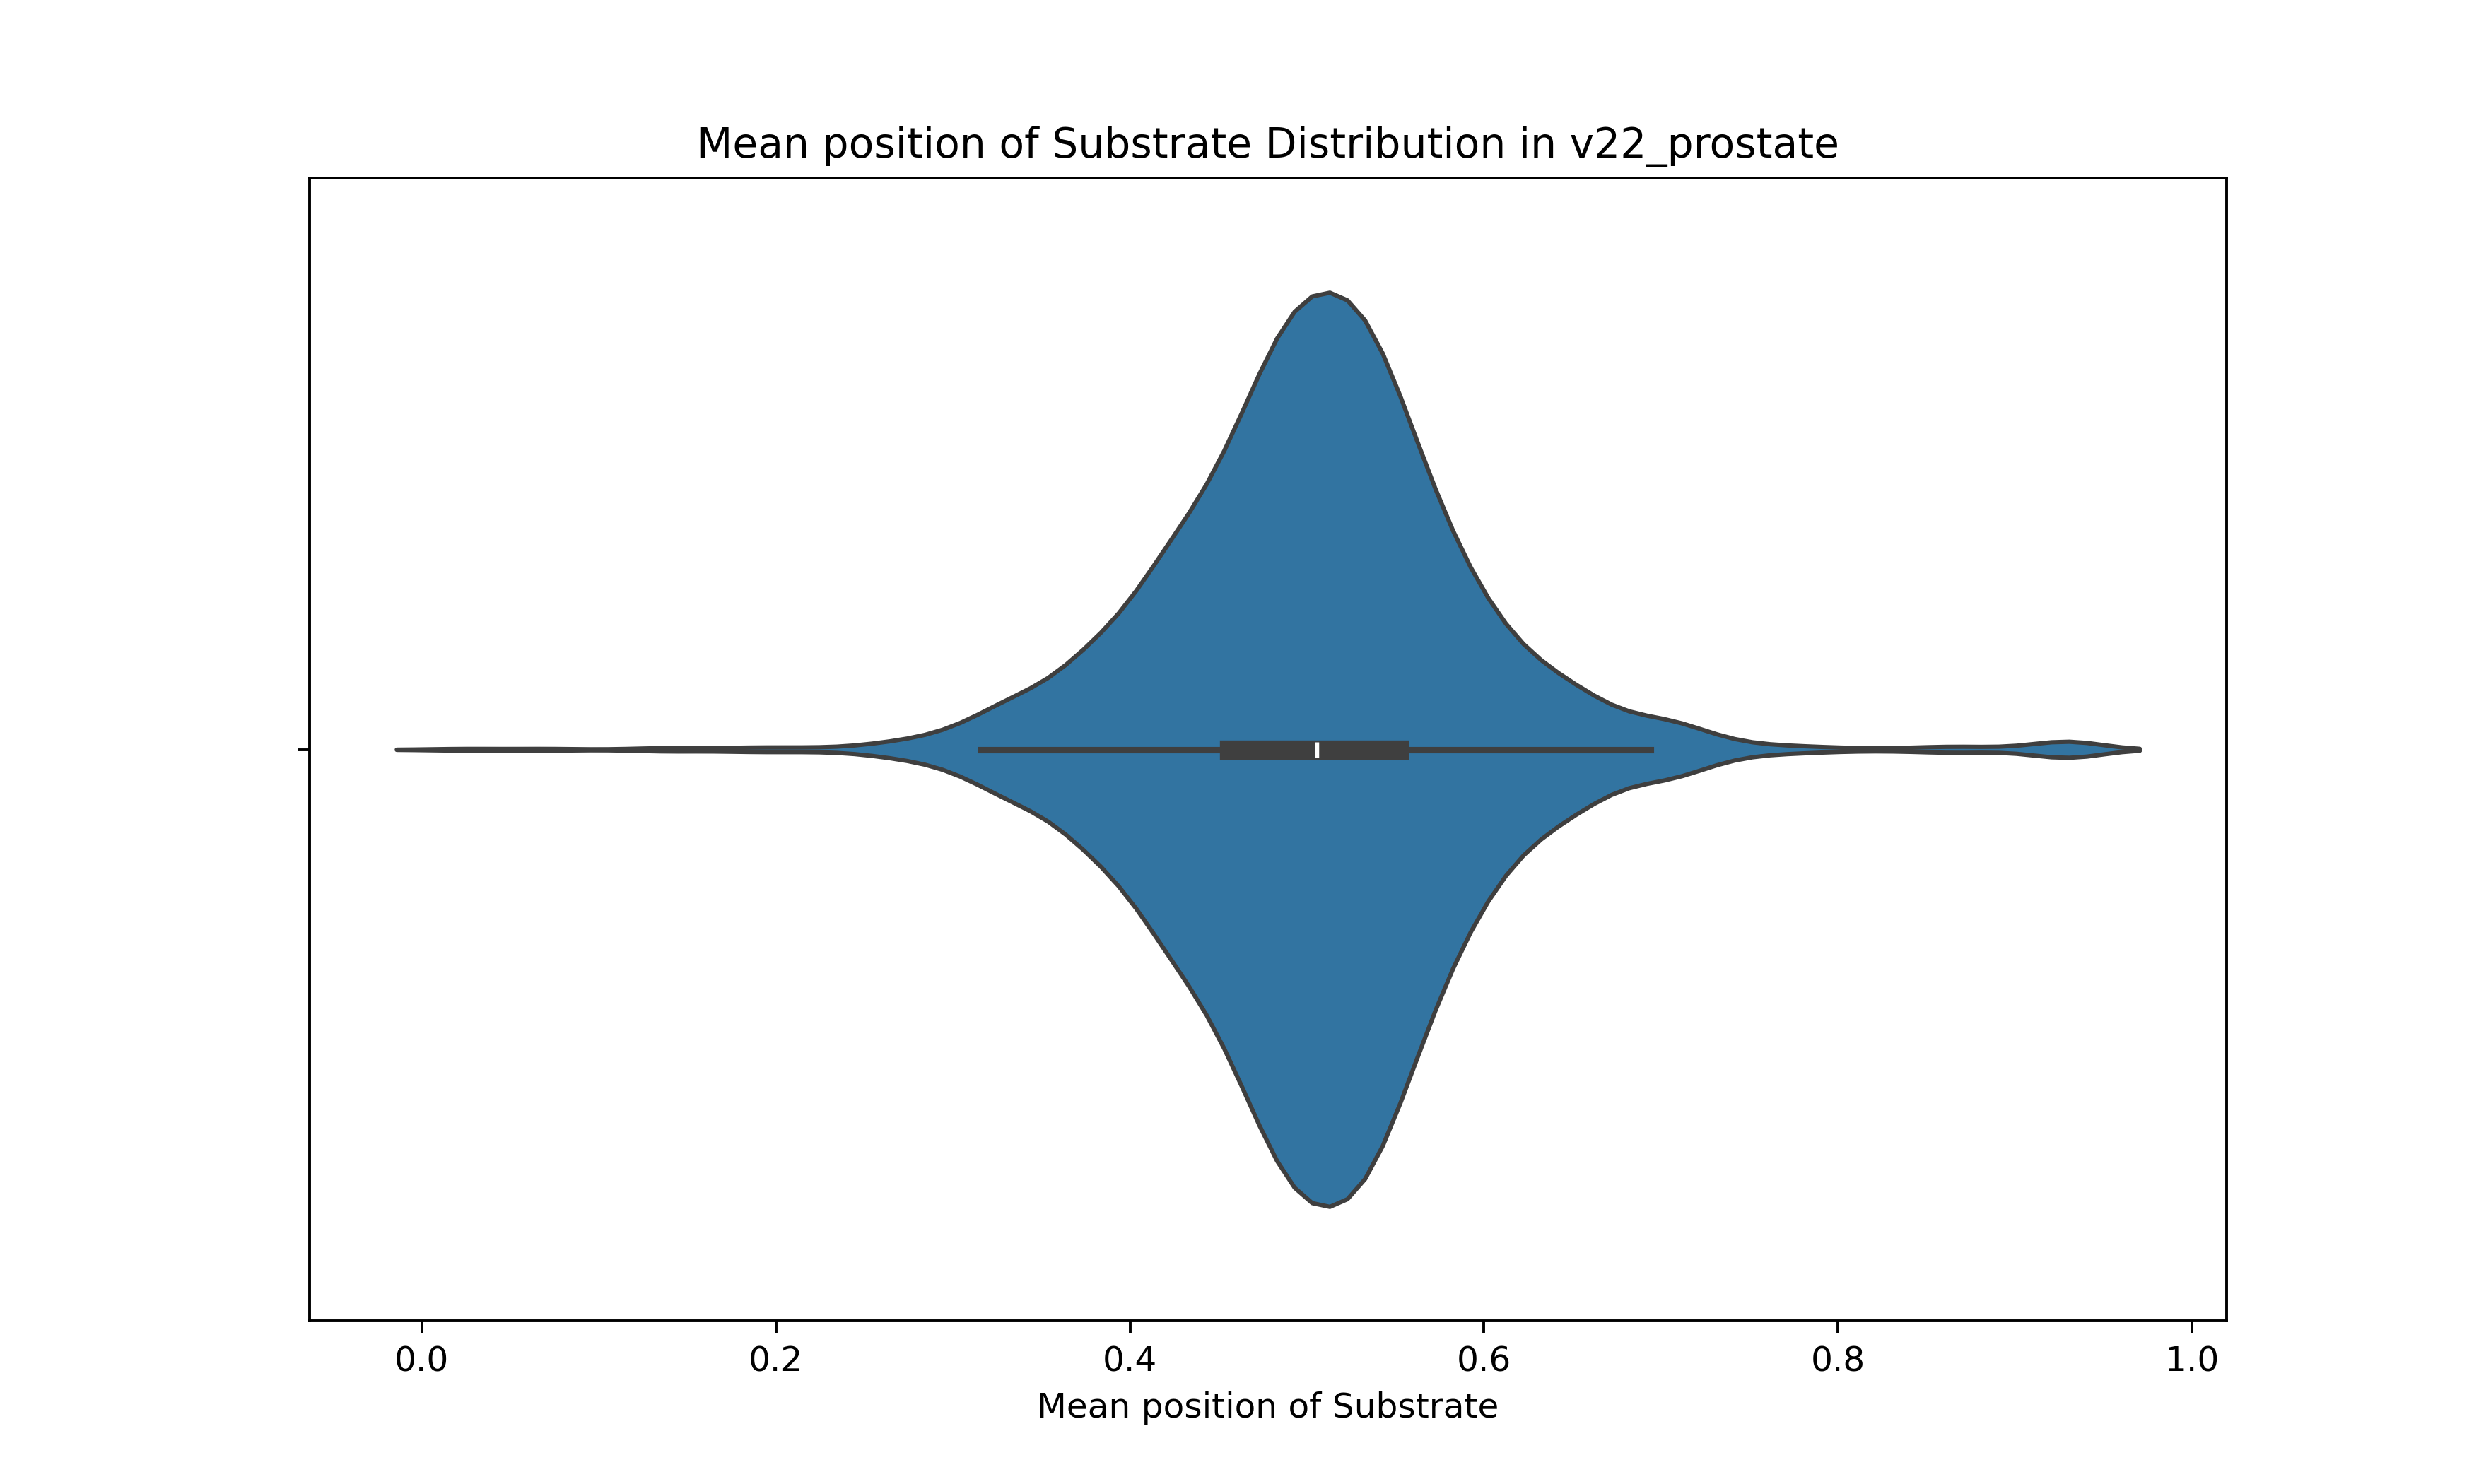 Mean position of Substrate Distribution in v22_prostate
0.0 0.2 0.4 0.6 0.8 1.0
Mean position of Substrate